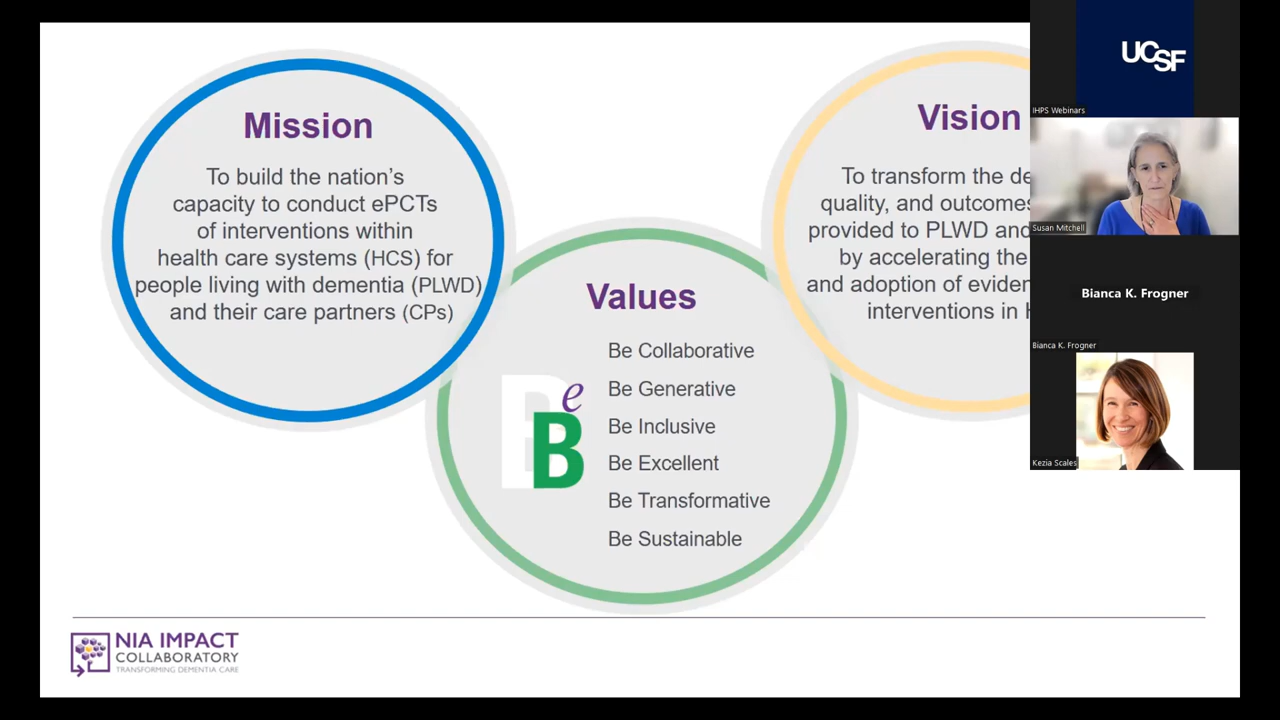 Mission
To build the nation's
capacity to conduct ePCTs
of interventions within
health care systems (HCS) for
people living with dementia (PLWD)
and their care partners (CPs)
Values
Be Collaborative
Be Generative
Be Inclusive
Be Excellent
Be Transformative
Be Sustainable
Be
Vision
To transform the de
quality, and outcomes
provided to PLWD and
by accelerating the
and adoption of eviden
interventions in H
NIA IMPACT
COLLABORATORY
TRANSFORMING DEMENTIA CARE
UCSF
IHPS Webinars
Susan Mitchell
Bianca K. Frogner
Bianca K. Frogner
Kezia Scales